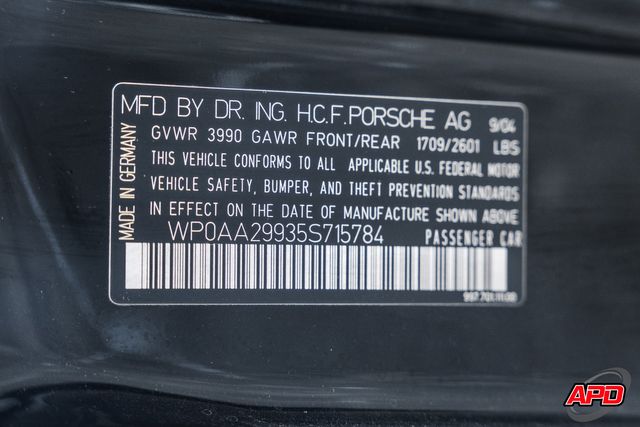 MFD BY DR. ING. H.C.F. PORSCHE AG 9/04
GVWR 3990 GAWR FRONT/REAR 1709/2601 LBS
THIS VEHICLE CONFORMS TO ALL APPLICABLE U.S. FEDERAL MOTOR
VEHICLE SAFETY, BUMPER, AND THEFT PREVENTION STANDARDS
IN EFFECT ON THE DATE OF MANUFACTURE SHOWN ABOVE
WP0AA29935S715784 PASSENGER CAR
MADE IN GERMANY
APD